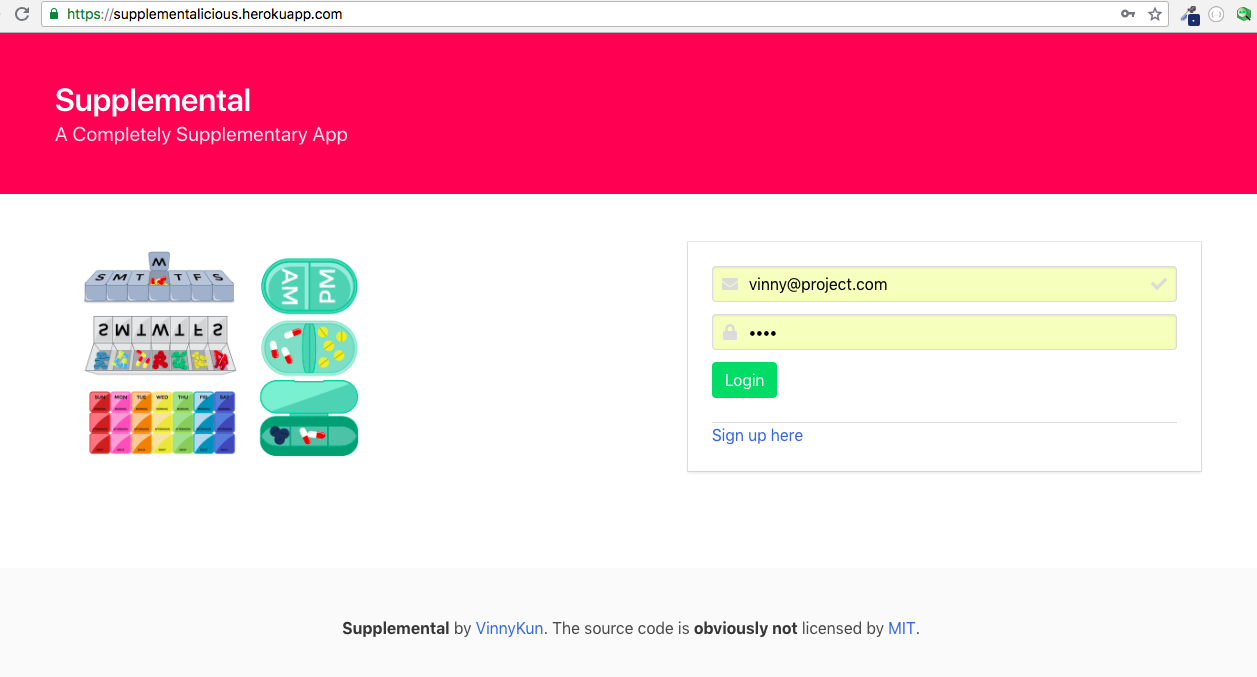 https://supplementalicious.herokuapp.com
Supplemental
A Completely Supplementary App
W
S M T T F S
AM PM
S M T W T F S
SUN MON TUE WED THU FRI SAT
vinny@project.com
••••
Login
Sign up here
Supplemental by VinnyKun. The source code is obviously not licensed by MIT.